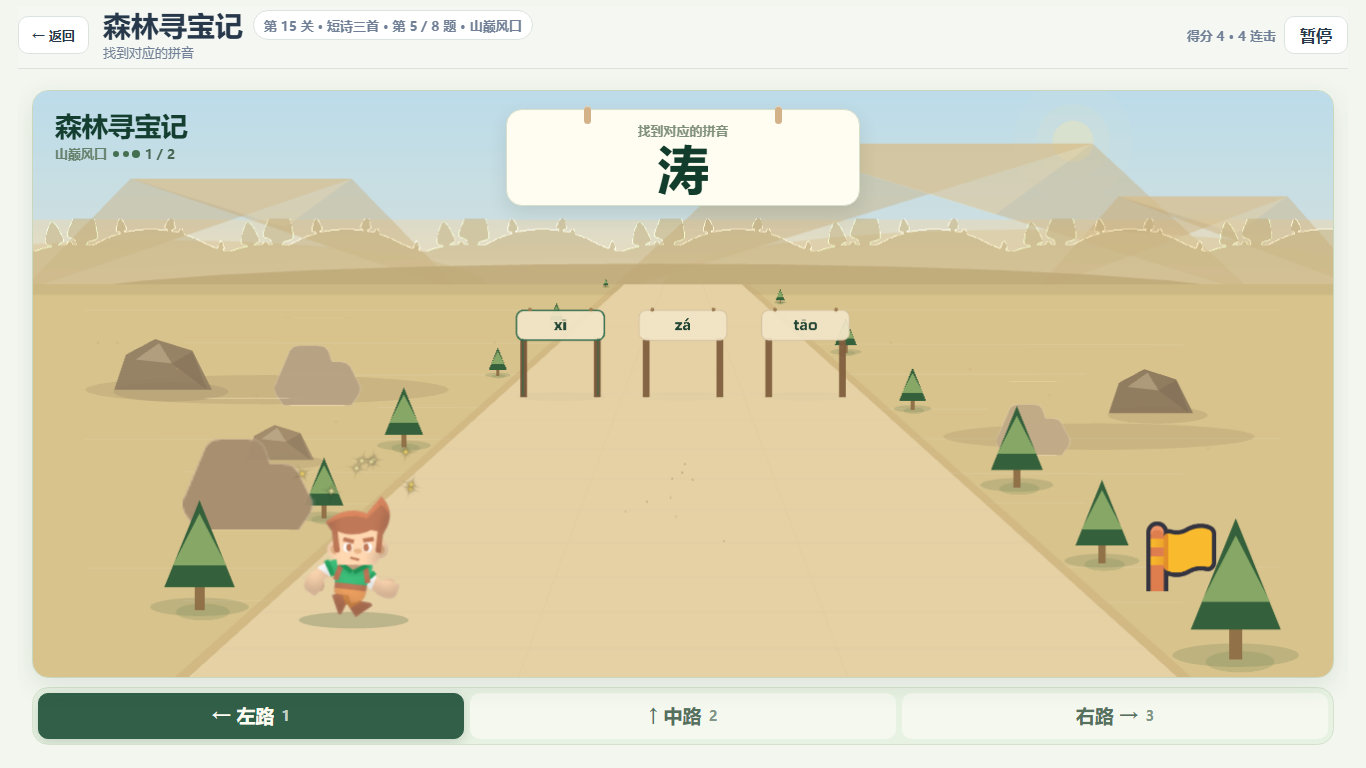 ← 返回
森林寻宝记
第 15 关 • 短诗三首 • 第 5 / 8 题 • 山巅风口
找到对应的拼音
得分 4 • 4 连击
暂停
森林寻宝记
山巅风口 ●●● 1 / 2
找到对应的拼音
涛
xī
zá
tāo
← 左路 1
↑ 中路 2
右路 → 3